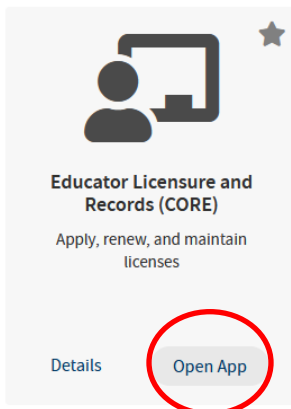 Educator Licensure and
Records (CORE)
Apply, renew, and maintain
licenses
Details
Open App